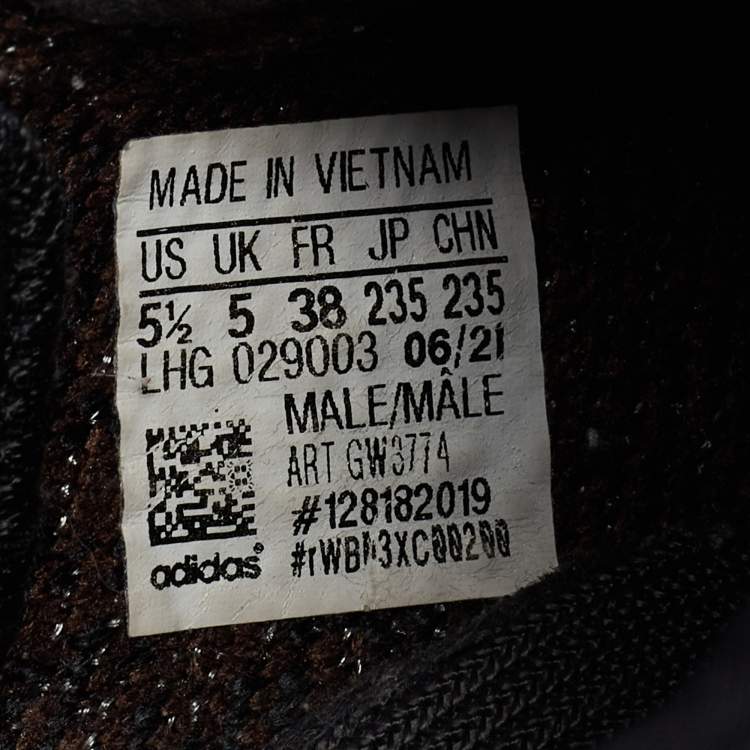 MADE IN VIETNAM
US UK FR JP CHN
5½ 5 38 235 235
LHG 029003 06/21
MALE/MÂLE
ART GW3774
#128182019
adidas®